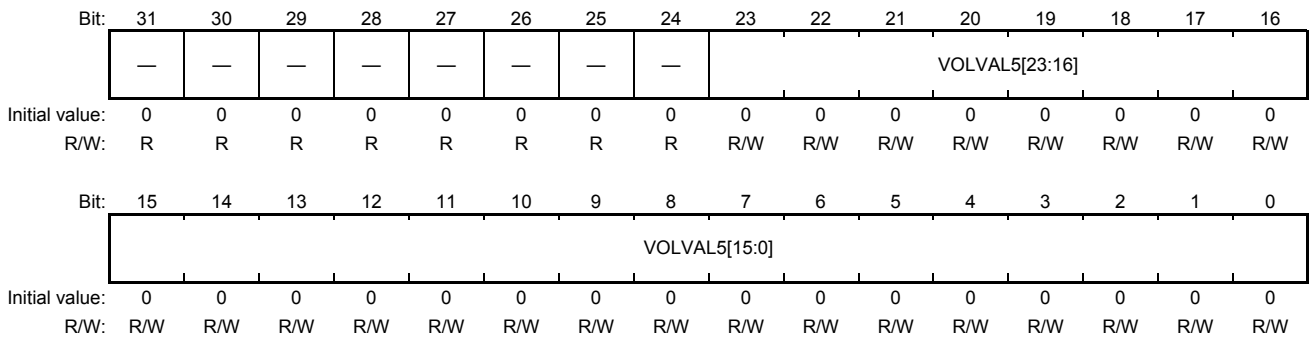 Bit: 31 30 29 28 27 26 25 24 23 22 21 20 19 18 17 16
— — — — — — — — VOLVAL5[23:16]
Initial value: 0 0 0 0 0 0 0 0 0 0 0 0 0 0 0 0
R/W: R R R R R R R R R/W R/W R/W R/W R/W R/W R/W R/W
Bit: 15 14 13 12 11 10 9 8 7 6 5 4 3 2 1 0
VOLVAL5[15:0]
Initial value: 0 0 0 0 0 0 0 0 0 0 0 0 0 0 0 0
R/W: R/W R/W R/W R/W R/W R/W R/W R/W R/W R/W R/W R/W R/W R/W R/W R/W